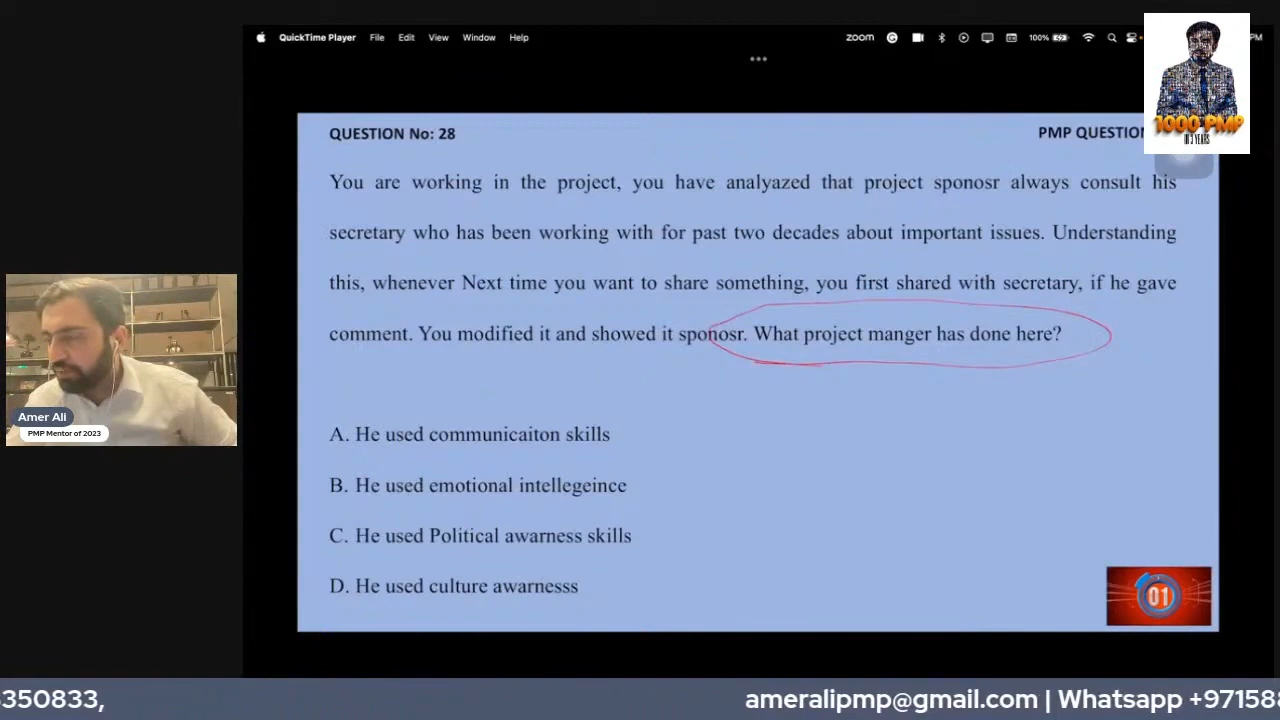 QuickTime Player File Edit View Window Help
zoom 100% PM
1000 PMP
IN 3 YEARS
QUESTION No: 28 PMP QUESTION
You are working in the project, you have analyazed that project sponosr always consult his
secretary who has been working with for past two decades about important issues. Understanding
this, whenever Next time you want to share something, you first shared with secretary, if he gave
comment. You modified it and showed it sponosr. What project manger has done here?
A. He used communicaiton skills
B. He used emotional intellegeince
C. He used Political awarness skills
D. He used culture awarnesss
01
Amer Ali
PMP Mentor of 2023
350833, ameralipmp@gmail.com | Whatsapp +971588